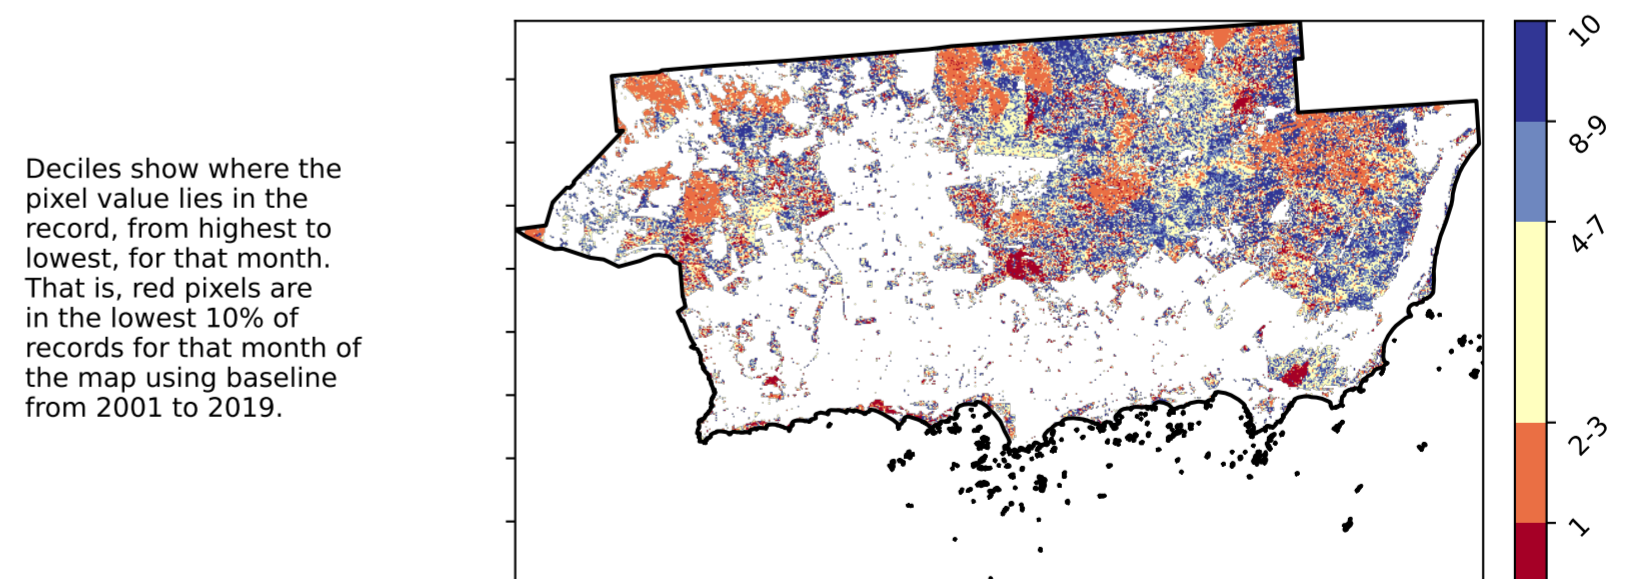 Deciles show where the
pixel value lies in the
record, from highest to
lowest, for that month.
That is, red pixels are
in the lowest 10% of
records for that month of
the map using baseline
from 2001 to 2019.
10
8-9
4-7
2-3
1